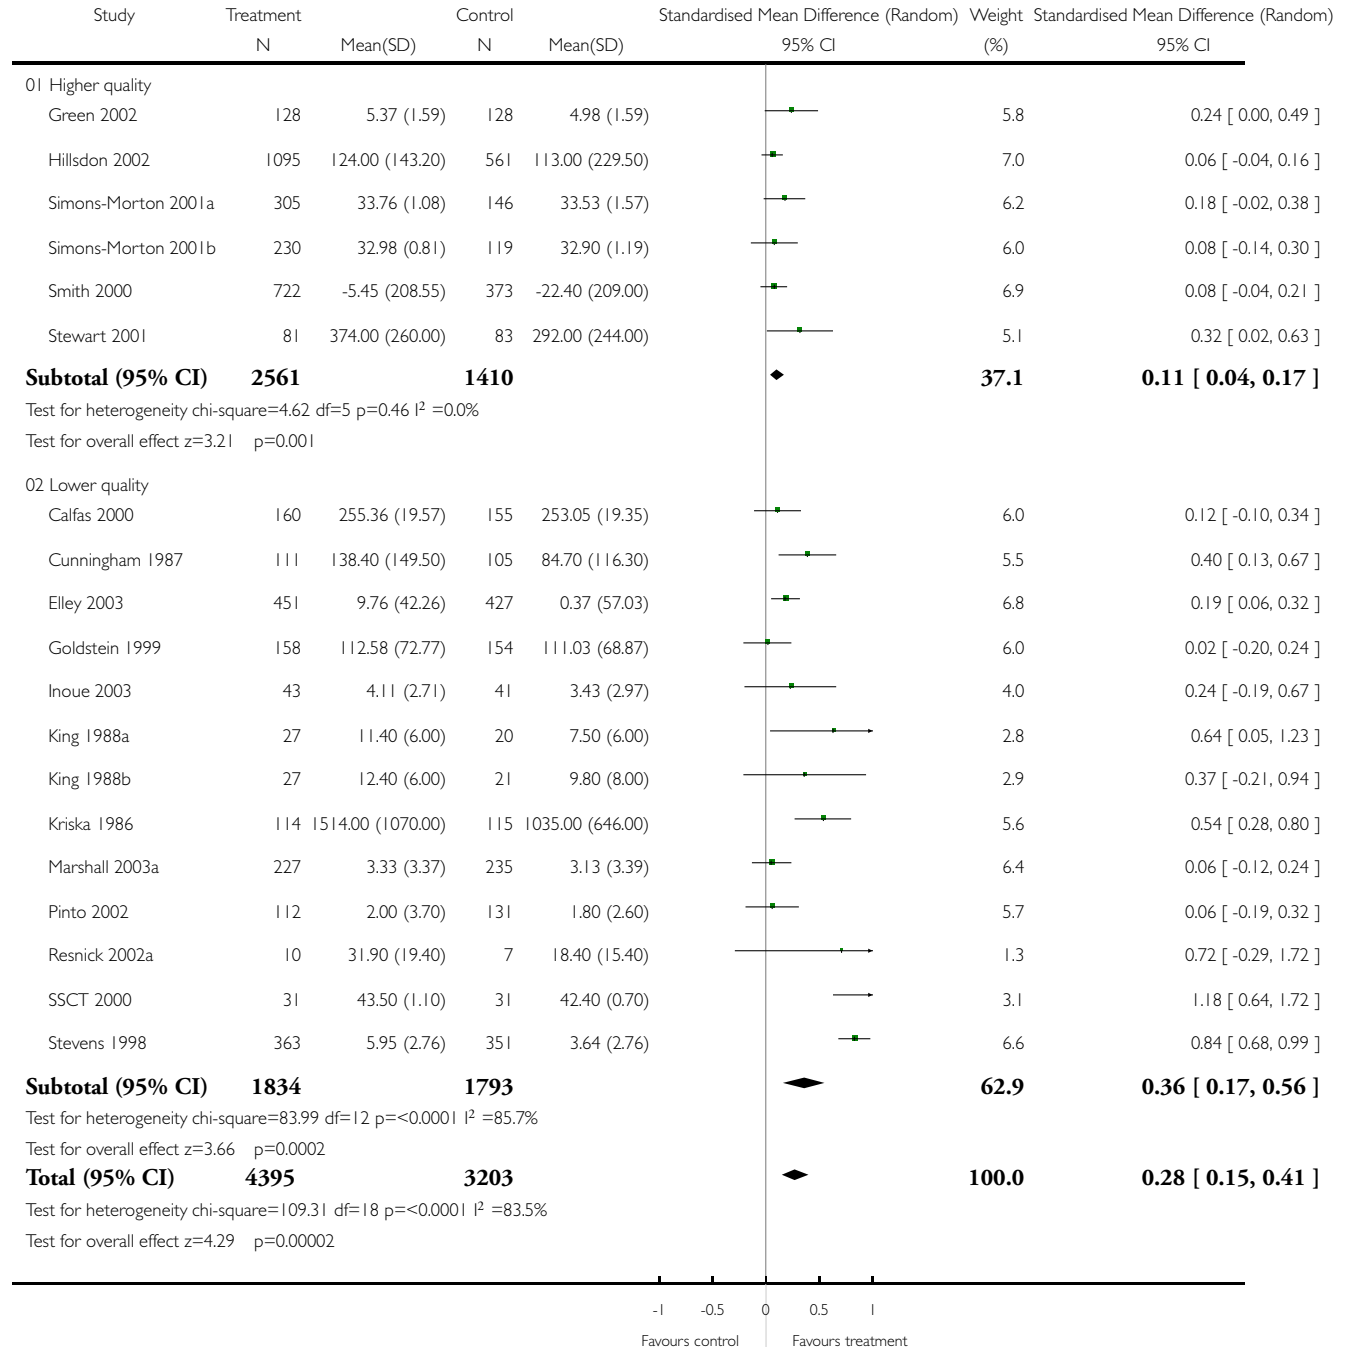 Study Treatment Control Standardised Mean Difference (Random) Weight Standardised Mean Difference (Random)
N Mean(SD) N Mean(SD) 95% CI (%) 95% CI
01 Higher quality
Green 2002 128 5.37 (1.59) 128 4.98 (1.59) 5.8 0.24 [ 0.00, 0.49 ]
Hillsdon 2002 1095 124.00 (143.20) 561 113.00 (229.50) 7.0 0.06 [ -0.04, 0.16 ]
Simons-Morton 2001a 305 33.76 (1.08) 146 33.53 (1.57) 6.2 0.18 [ -0.02, 0.38 ]
Simons-Morton 2001b 230 32.98 (0.81) 119 32.90 (1.19) 6.0 0.08 [ -0.14, 0.30 ]
Smith 2000 722 -5.45 (208.55) 373 -22.40 (209.00) 6.9 0.08 [ -0.04, 0.21 ]
Stewart 2001 81 374.00 (260.00) 83 292.00 (244.00) 5.1 0.32 [ 0.02, 0.63 ]
Subtotal (95% CI) 2561 1410 37.1 0.11 [ 0.04, 0.17 ]
Test for heterogeneity chi-square=4.62 df=5 p=0.46 I² =0.0%
Test for overall effect z=3.21 p=0.001
02 Lower quality
Calfas 2000 160 255.36 (19.57) 155 253.05 (19.35) 6.0 0.12 [ -0.10, 0.34 ]
Cunningham 1987 111 138.40 (149.50) 105 84.70 (116.30) 5.5 0.40 [ 0.13, 0.67 ]
Elley 2003 451 9.76 (42.26) 427 0.37 (57.03) 6.8 0.19 [ 0.06, 0.32 ]
Goldstein 1999 158 112.58 (72.77) 154 111.03 (68.87) 6.0 0.02 [ -0.20, 0.24 ]
Inoue 2003 43 4.11 (2.71) 41 3.43 (2.97) 4.0 0.24 [ -0.19, 0.67 ]
King 1988a 27 11.40 (6.00) 20 7.50 (6.00) 2.8 0.64 [ 0.05, 1.23 ]
King 1988b 27 12.40 (6.00) 21 9.80 (8.00) 2.9 0.37 [ -0.21, 0.94 ]
Kriska 1986 114 1514.00 (1070.00) 115 1035.00 (646.00) 5.6 0.54 [ 0.28, 0.80 ]
Marshall 2003a 227 3.33 (3.37) 235 3.13 (3.39) 6.4 0.06 [ -0.12, 0.24 ]
Pinto 2002 112 2.00 (3.70) 131 1.80 (2.60) 5.7 0.06 [ -0.19, 0.32 ]
Resnick 2002a 10 31.90 (19.40) 7 18.40 (15.40) 1.3 0.72 [ -0.29, 1.72 ]
SSCT 2000 31 43.50 (1.10) 31 42.40 (0.70) 3.1 1.18 [ 0.64, 1.72 ]
Stevens 1998 363 5.95 (2.76) 351 3.64 (2.76) 6.6 0.84 [ 0.68, 0.99 ]
Subtotal (95% CI) 1834 1793 62.9 0.36 [ 0.17, 0.56 ]
Test for heterogeneity chi-square=83.99 df=12 p=<0.0001 I² =85.7%
Test for overall effect z=3.66 p=0.0002
Total (95% CI) 4395 3203 100.0 0.28 [ 0.15, 0.41 ]
Test for heterogeneity chi-square=109.31 df=18 p=<0.0001 I² =83.5%
Test for overall effect z=4.29 p=0.00002
-1 -0.5 0 0.5 1
Favours control Favours treatment